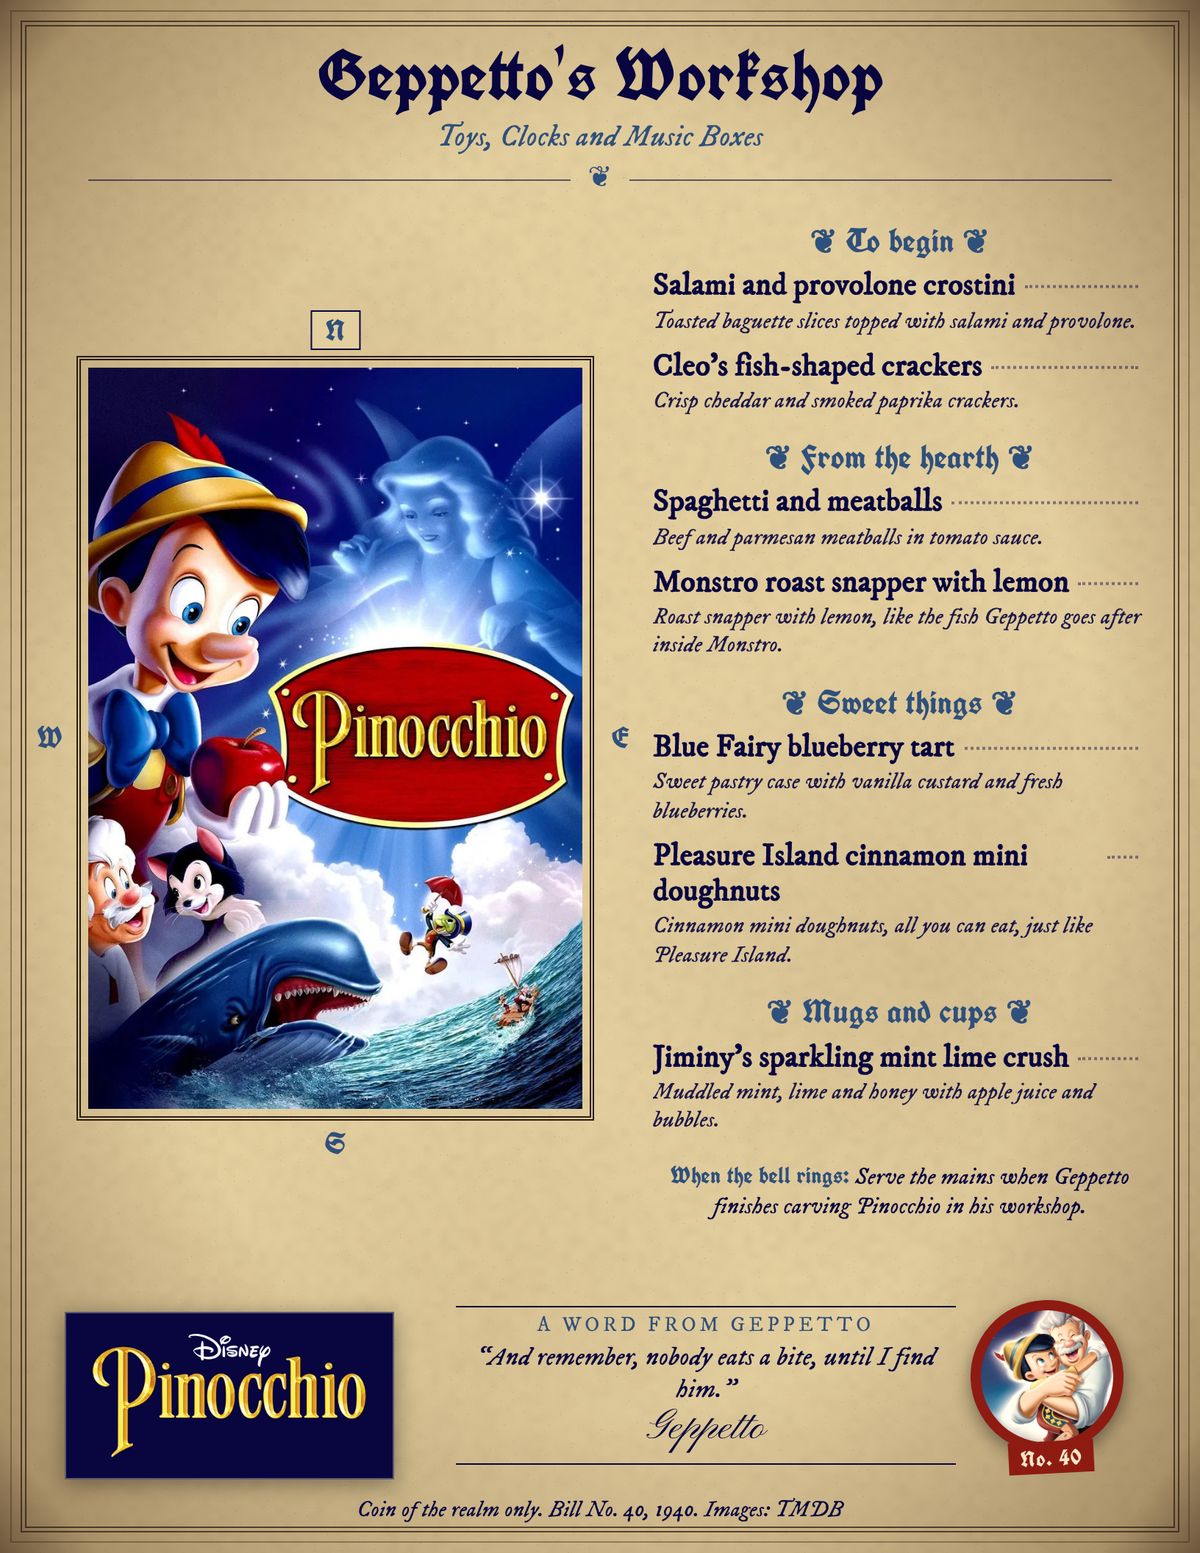 Geppetto's Workshop
Toys, Clocks and Music Boxes
N
W
E
S
Pinocchio
To begin
Salami and provolone crostini
Toasted baguette slices topped with salami and provolone.
Cleo’s fish-shaped crackers
Crisp cheddar and smoked paprika crackers.
From the hearth
Spaghetti and meatballs
Beef and parmesan meatballs in tomato sauce.
Monstro roast snapper with lemon
Roast snapper with lemon, like the fish Geppetto goes after
inside Monstro.
Sweet things
Blue Fairy blueberry tart
Sweet pastry case with vanilla custard and fresh
blueberries.
Pleasure Island cinnamon mini
doughnuts
Cinnamon mini doughnuts, all you can eat, just like
Pleasure Island.
Mugs and cups
Jiminy’s sparkling mint lime crush
Muddled mint, lime and honey with apple juice and
bubbles.
When the bell rings: Serve the mains when Geppetto
finishes carving Pinocchio in his workshop.
Disney
Pinocchio
A WORD FROM GEPPETTO
“And remember, nobody eats a bite, until I find
him.”
Geppetto
No. 40
Coin of the realm only. Bill No. 40, 1940. Images: TMDB